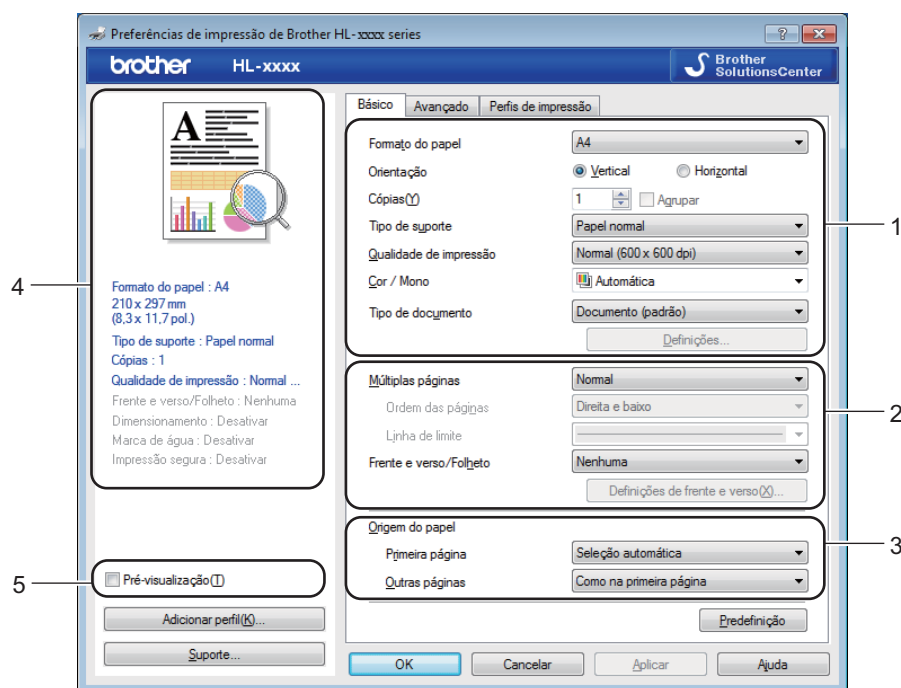 Preferências de impressão de Brother HL-xxxx series
brother HL-xxxx
Brother
SolutionsCenter
A
Formato do papel : A4
210 x 297 mm
(8,3 x 11,7 pol.)
Tipo de suporte : Papel normal
Cópias : 1
Qualidade de impressão : Normal ...
Frente e verso/Folheto : Nenhuma
Dimensionamento : Desativar
Marca de água : Desativar
Impressão segura : Desativar
4
Pré-visualização(T)
5
Adicionar perfil(K)...
Suporte...
Básico Avançado Perfis de impressão
Formato do papel A4
Orientação Vertical Horizontal
Cópias(Y) 1 Agrupar
Tipo de suporte Papel normal
1
Qualidade de impressão Normal (600 x 600 dpi)
Cor / Mono Automática
Tipo de documento Documento (padrão)
Definições...
Múltiplas páginas Normal
Ordem das páginas Direita e baixo
2
Linha de limite
Frente e verso/Folheto Nenhuma
Definições de frente e verso(X)...
Origem do papel
Primeira página Seleção automática
3
Outras páginas Como na primeira página
Predefinição
OK Cancelar Aplicar Ajuda